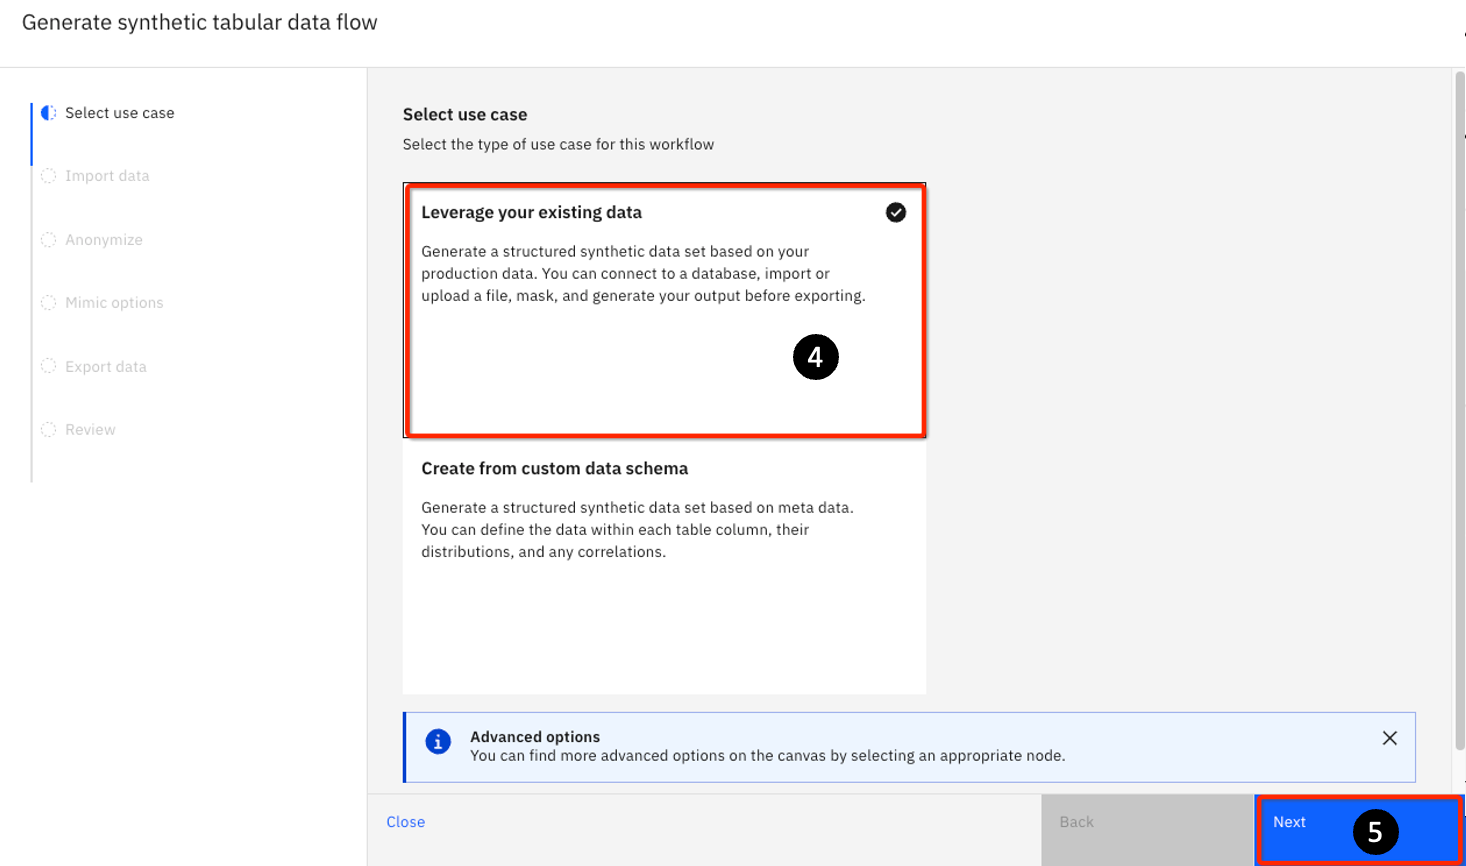 Generate synthetic tabular data flow
Select use case
Import data
Anonymize
Mimic options
Export data
Review
Select use case
Select the type of use case for this workflow
Leverage your existing data
Generate a structured synthetic data set based on your
production data. You can connect to a database, import or
upload a file, mask, and generate your output before exporting.
4
Create from custom data schema
Generate a structured synthetic data set based on meta data.
You can define the data within each table column, their
distributions, and any correlations.
Advanced options
You can find more advanced options on the canvas by selecting an appropriate node.
Close
Back
Next
5